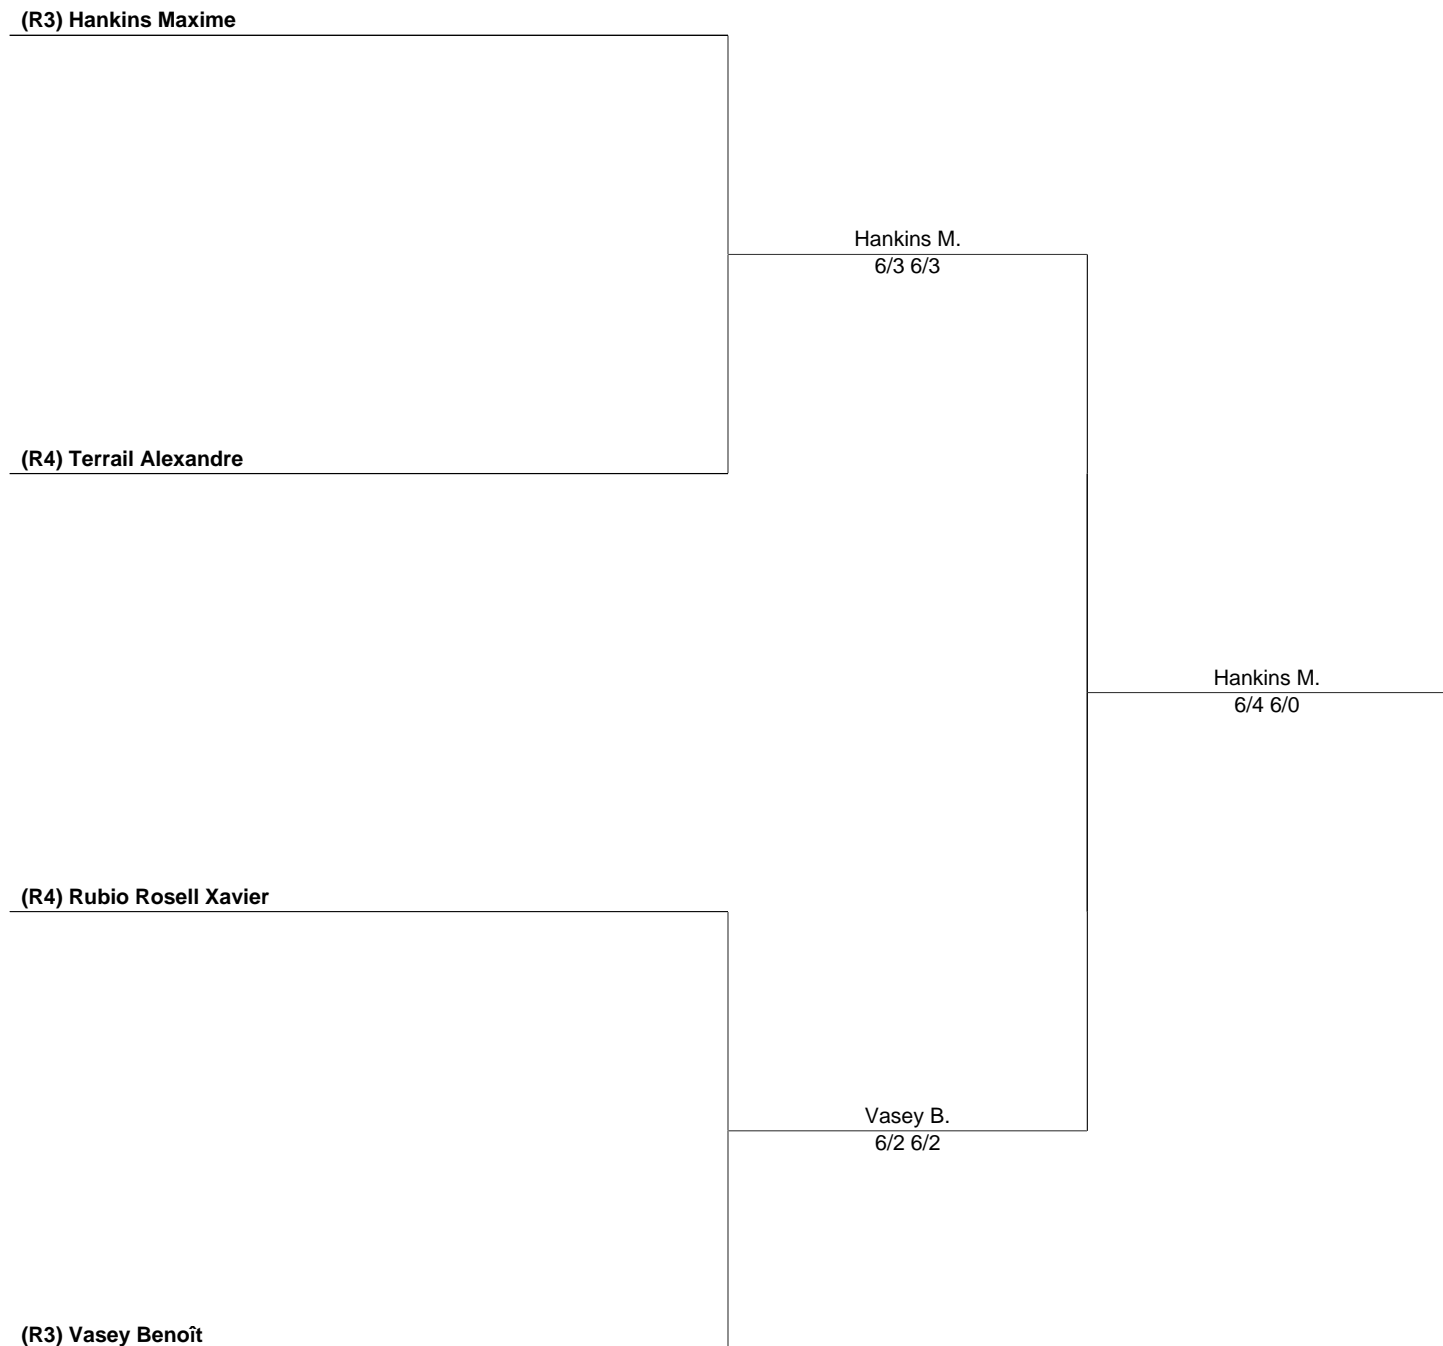 (R3) Hankins Maxime
Hankins M.
6/3 6/3
(R4) Terrail Alexandre
Hankins M.
6/4 6/0
(R4) Rubio Rosell Xavier
Vasey B.
6/2 6/2
(R3) Vasey Benoît